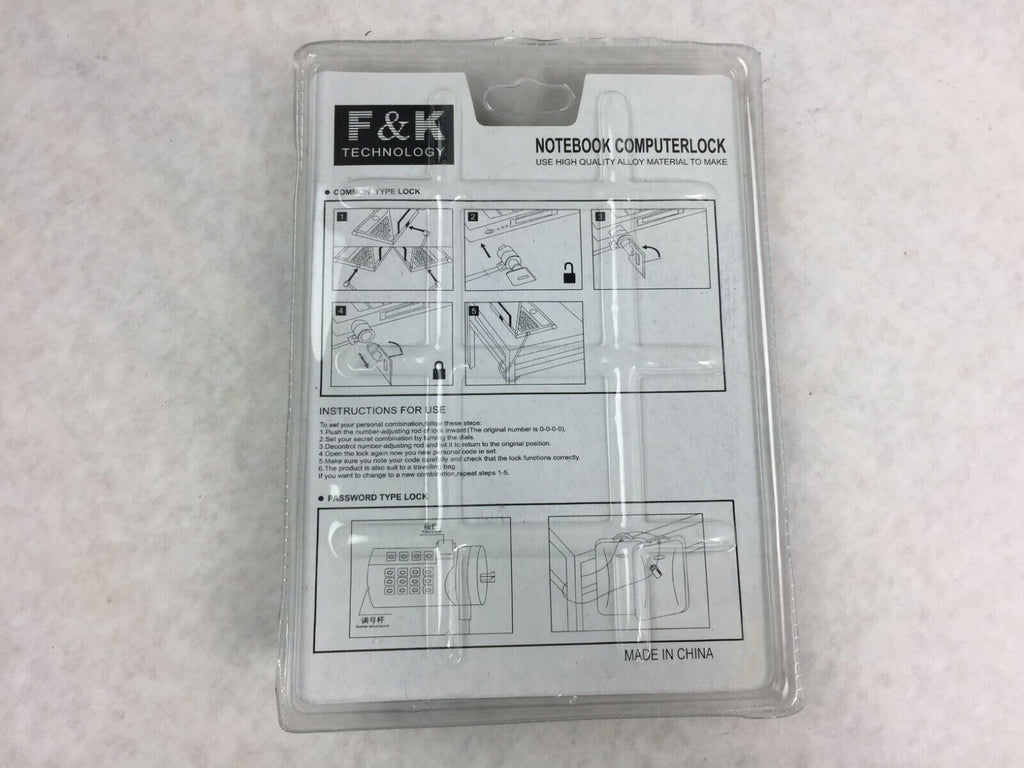 F & K
TECHNOLOGY
NOTEBOOK COMPUTERLOCK
USE HIGH QUALITY ALLOY MATERIAL TO MAKE
● COMMON TYPE LOCK
1
2
3
4
5
INSTRUCTIONS FOR USE
To set your personal combination,follow these steps:
1.Push the number-adjusting rod of lock inward (The original number is 0-0-0-0).
2.Set your secret combination by turning the dials.
3.Decontrol number-adjusting rod and let it to return to the original position.
4.Open the lock again now you new personal code ie set.
5.Make sure you note your code carefully and check that the lock functions correctly.
6.The product is also suit to a travelling bag.
If you want to change to a new combination,repeat steps 1-5.
● PASSWORD TYPE LOCK
按钮
调号杆
Number-adjusting rod
MADE IN CHINA